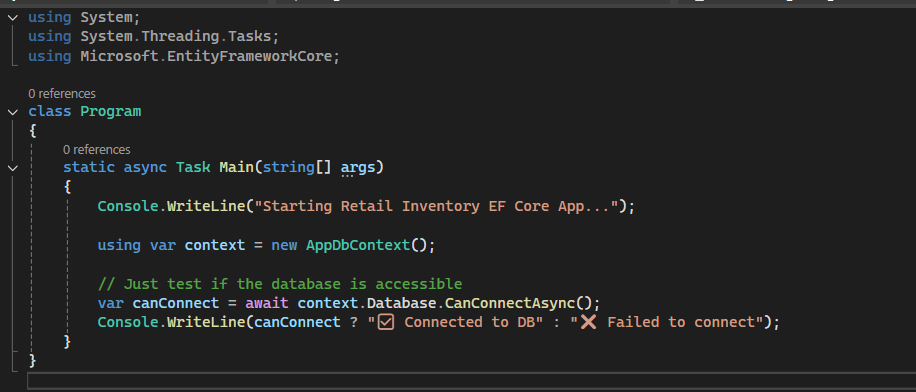 using System;
using System.Threading.Tasks;
using Microsoft.EntityFrameworkCore;
0 references
class Program
{
0 references
static async Task Main(string[] args)
{
Console.WriteLine("Starting Retail Inventory EF Core App...");
using var context = new AppDbContext();
// Just test if the database is accessible
var canConnect = await context.Database.CanConnectAsync();
Console.WriteLine(canConnect ? "✅ Connected to DB" : "❌ Failed to connect");
}
}